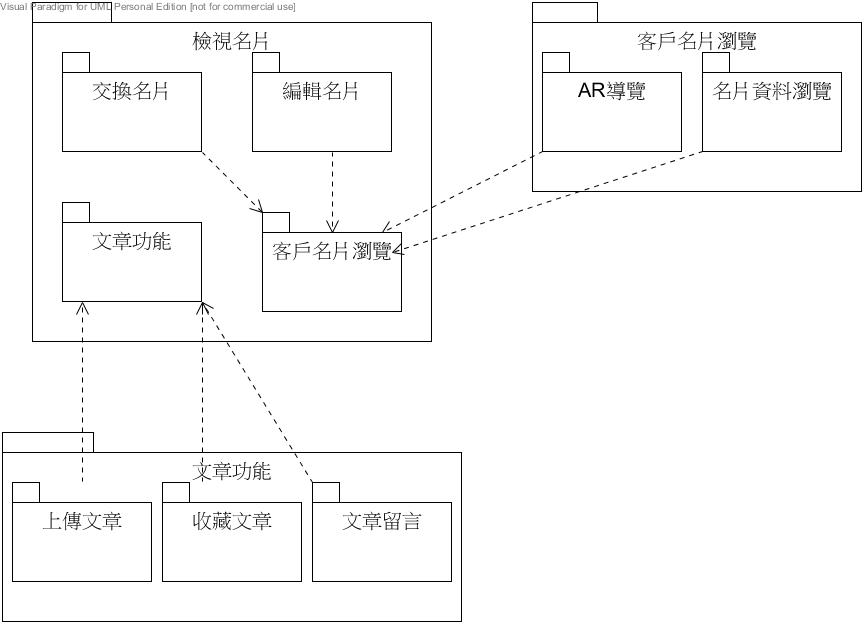 Visual Paradigm for UML Personal Edition [not for commercial use]
檢視名片
客戶名片瀏覽
交換名片
編輯名片
AR導覽
名片資料瀏覽
文章功能
客戶名片瀏覽
文章功能
上傳文章
收藏文章
文章留言